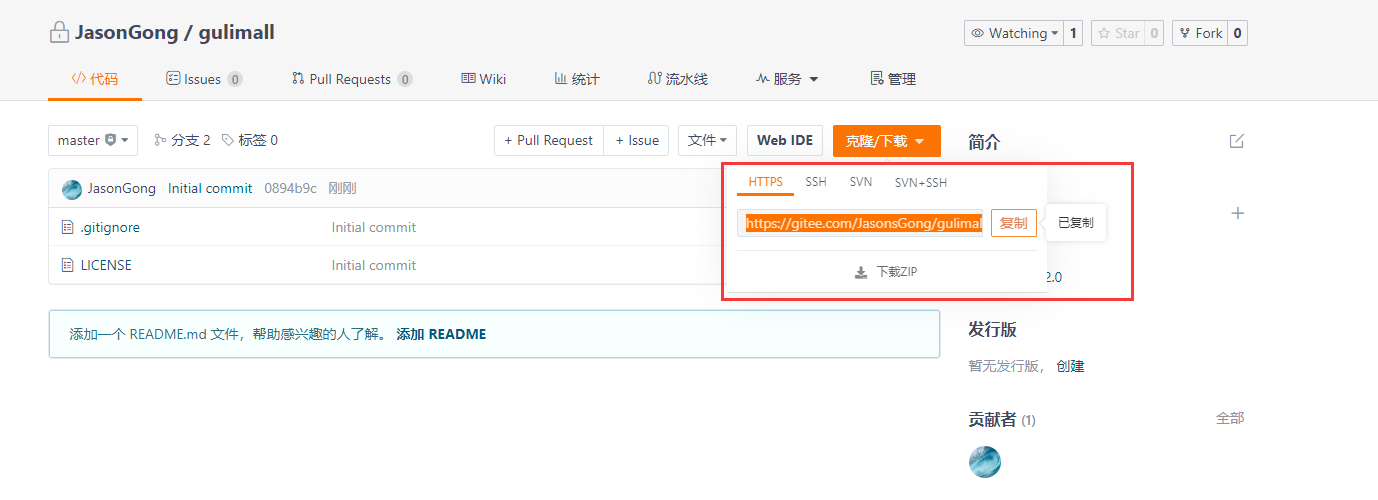 JasonGong / gulimall
Watching 1 Star 0 Fork 0
代码 Issues 0 Pull Requests 0 Wiki 统计 流水线 服务 管理
master 分支 2 标签 0 + Pull Request + Issue 文件 Web IDE 克隆/下载
简介
JasonGong Initial commit 0894b9c 刚刚
HTTPS SSH SVN SVN+SSH
https://gitee.com/JasonsGong/gulimal 复制 已复制
.gitignore Initial commit
LICENSE Initial commit
下载ZIP
2.0
添加一个 README.md 文件，帮助感兴趣的人了解。 添加 README
发行版
暂无发行版， 创建
贡献者 (1) 全部